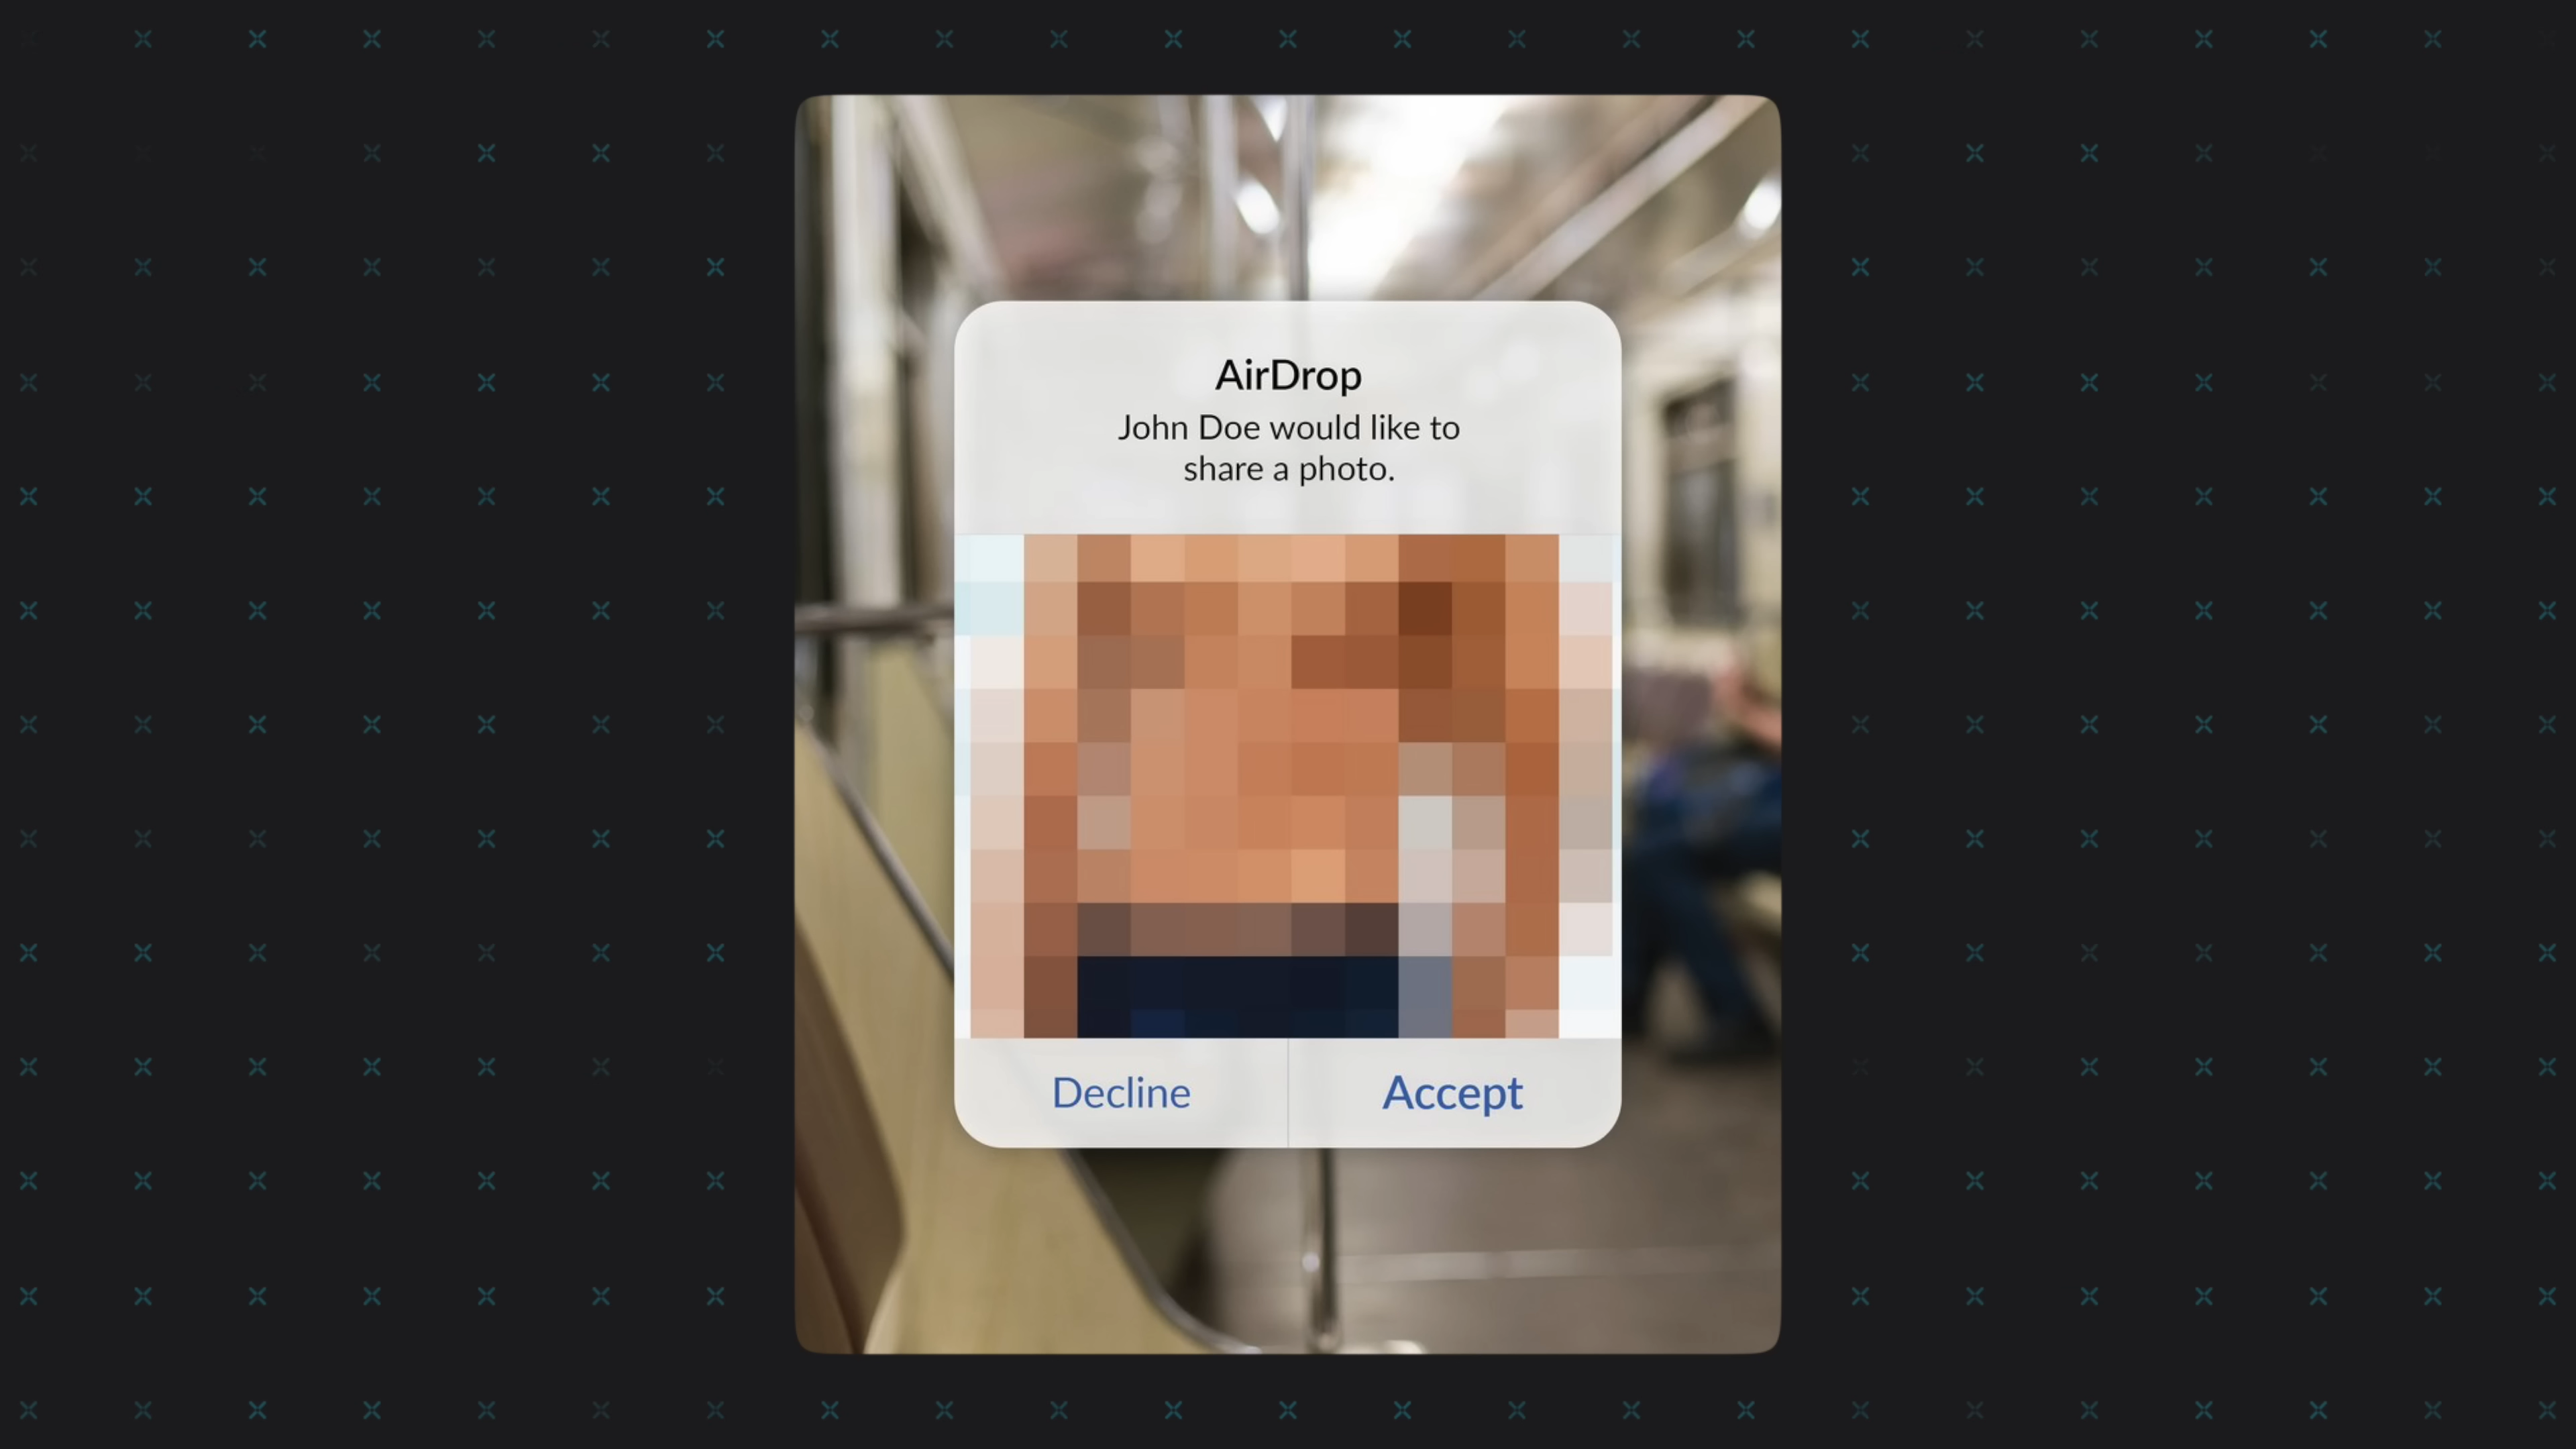 AirDrop
John Doe would like to
share a photo.
Decline
Accept